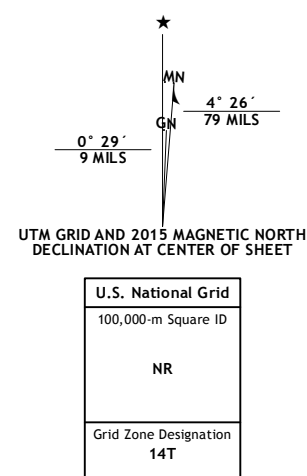 ★
MN
4° 26´
79 MILS
GN
0° 29´
9 MILS
UTM GRID AND 2015 MAGNETIC NORTH
DECLINATION AT CENTER OF SHEET
U.S. National Grid
100,000-m Square ID
NR
Grid Zone Designation
14T